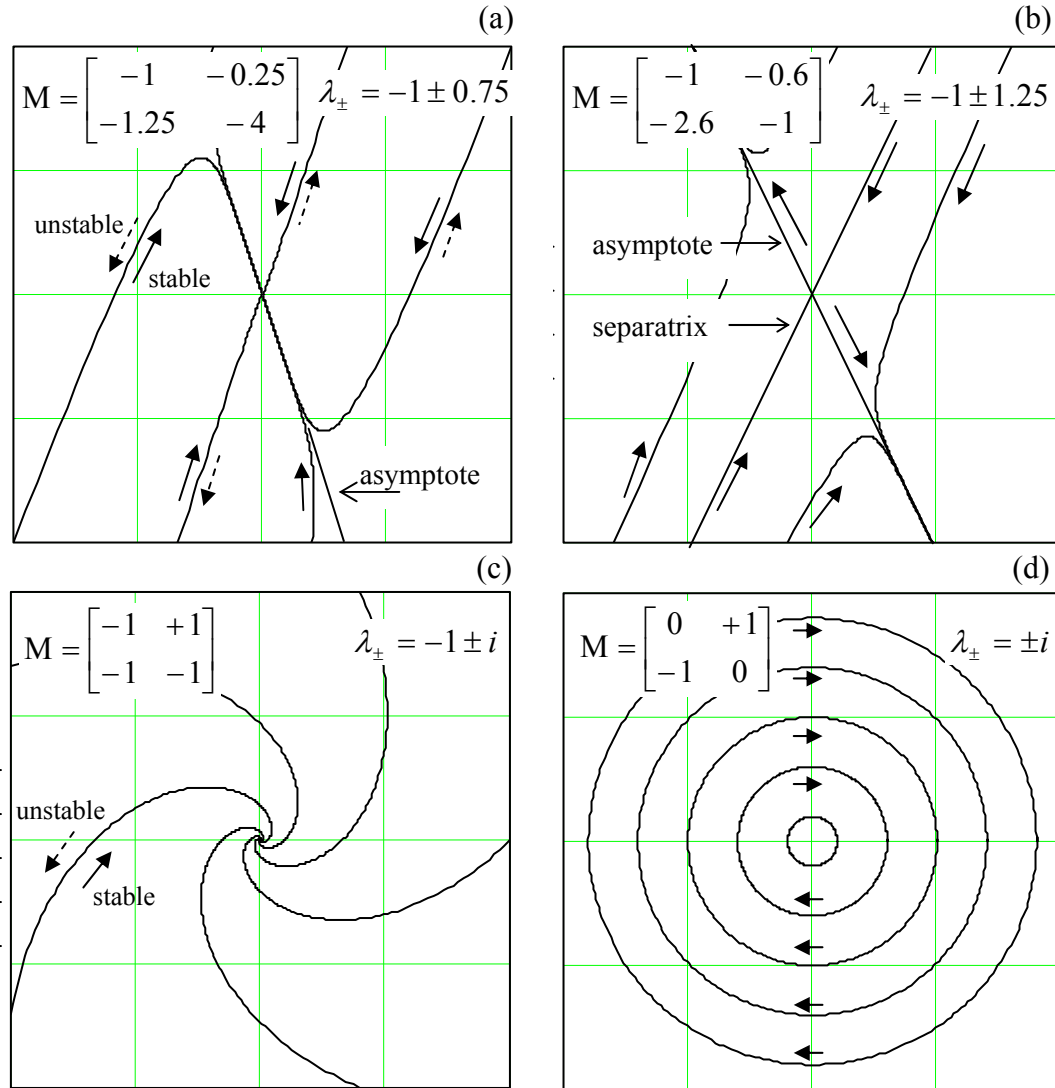 (a)
M = [ −1 −0.25
−1.25 −4 ] λ± = −1 ± 0.75
unstable
stable
asymptote
(b)
M = [ −1 −0.6
−2.6 −1 ] λ± = −1 ± 1.25
asymptote
separatrix
(c)
M = [ −1 +1
−1 −1 ] λ± = −1 ± i
unstable
stable
(d)
M = [ 0 +1
−1 0 ] λ± = ±i